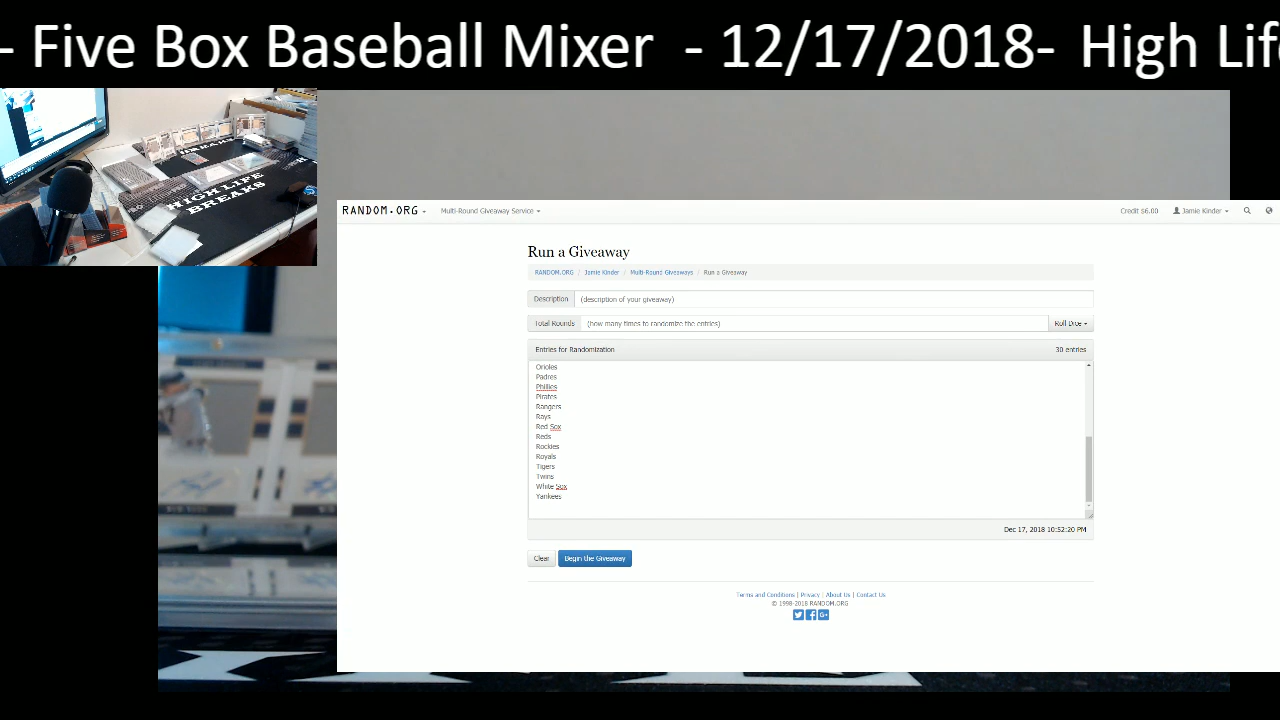 - Five Box Baseball Mixer - 12/17/2018- High Life
HIGH LIFE
BREAKS
RANDOM.ORG
Multi-Round Giveaway Service
Credit $6.00
Jamie Kinder
Run a Giveaway
RANDOM.ORG / Jamie Kinder / Multi-Round Giveaways / Run a Giveaway
Description (description of your giveaway)
Total Rounds (how many times to randomize the entries) Roll Dice
Entries for Randomization 30 entries
Orioles
Padres
Phillies
Pirates
Rangers
Rays
Red Sox
Reds
Rockies
Royals
Tigers
Twins
White Sox
Yankees
Dec 17, 2018 10:52:20 PM
Clear Begin the Giveaway
Terms and Conditions | Privacy | About Us | Contact Us
© 1998-2018 RANDOM.ORG